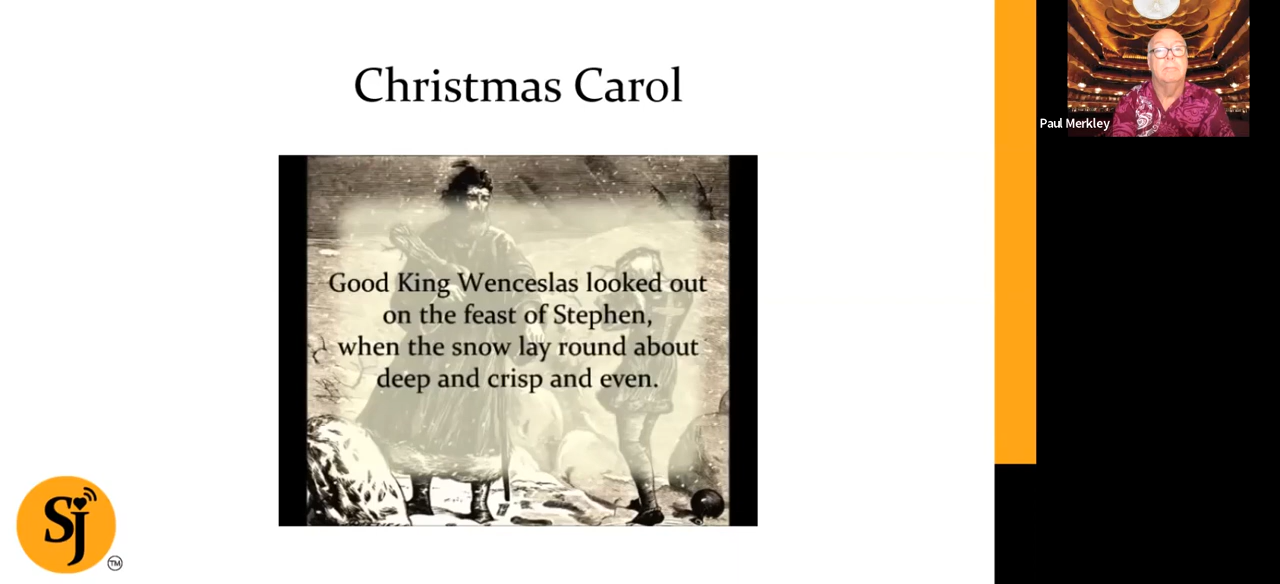 Christmas Carol
Good King Wenceslas looked out
on the feast of Stephen,
when the snow lay round about
deep and crisp and even.
Paul Merkley
SJ
TM